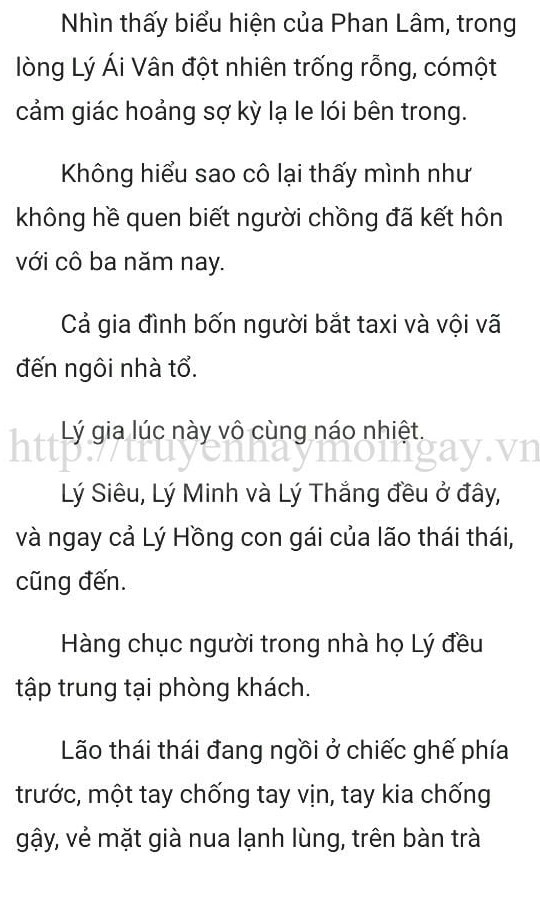 Nhìn thấy biểu hiện của Phan Lâm, trong
lòng Lý Ái Vân đột nhiên trống rỗng, cómột
cảm giác hoảng sợ kỳ lạ le lói bên trong.
Không hiểu sao cô lại thấy mình như
không hề quen biết người chồng đã kết hôn
với cô ba năm nay.
Cả gia đình bốn người bắt taxi và vội vã
đến ngôi nhà tổ.
Lý gia lúc này vô cùng náo nhiệt.
http://truyenhaymoingay.vn
Lý Siêu, Lý Minh và Lý Thắng đều ở đây,
và ngay cả Lý Hồng con gái của lão thái thái,
cũng đến.
Hàng chục người trong nhà họ Lý đều
tập trung tại phòng khách.
Lão thái thái đang ngồi ở chiếc ghế phía
trước, một tay chống tay vịn, tay kia chống
gậy, vẻ mặt già nua lạnh lùng, trên bàn trà